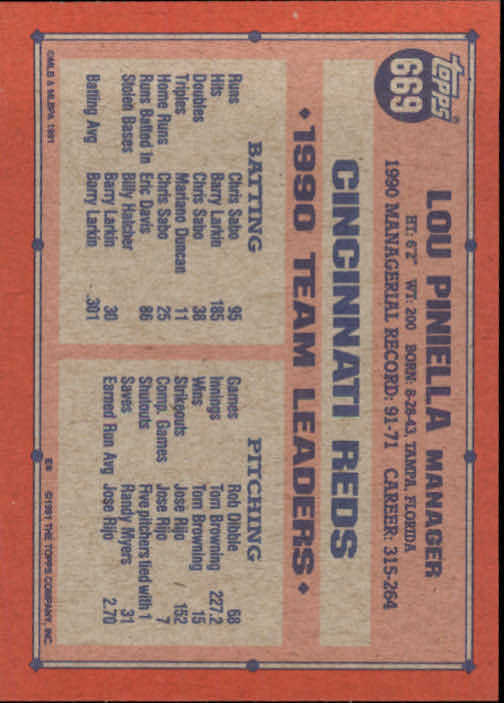 topps
669
LOU PINIELLA MANAGER
HT: 6'2" WT: 200 BORN: 8-28-43, TAMPA, FLORIDA
1990 MANAGERIAL RECORD: 91-71 CAREER: 315-264
CINCINNATI REDS
1990 TEAM LEADERS
BATTING
Runs Chris Sabo 95
Hits Barry Larkin 185
Doubles Chris Sabo 38
Triples Mariano Duncan 11
Home Runs Chris Sabo 25
Runs Batted In Eric Davis 86
Stolen Bases Billy Hatcher 30
Barry Larkin
Batting Avg Barry Larkin .301
PITCHING
Games Rob Dibble 68
Innings Tom Browning 227.2
Wins Tom Browning 15
Strikeouts Jose Rijo 152
Comp. Games Jose Rijo 7
Shutouts Five pitchers tied with 1
Saves Randy Myers 31
Earned Run Avg Jose Rijo 2.70
©MLB & MLBPA 1991
E* ©1991 THE TOPPS COMPANY, INC.